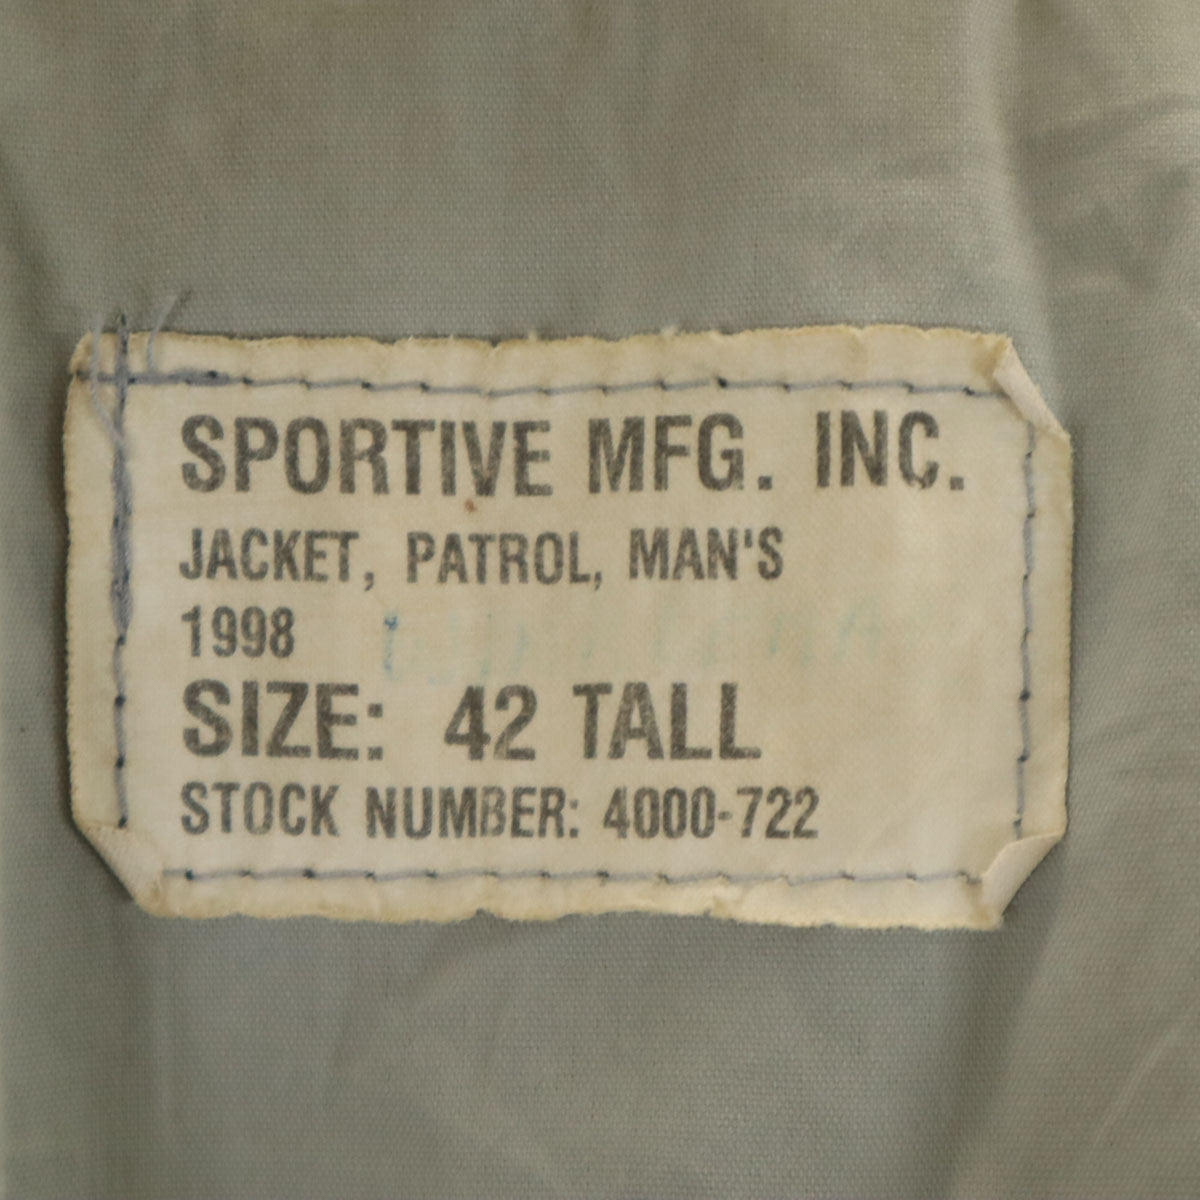 SPORTIVE MFG. INC.
JACKET, PATROL, MAN'S
1998
SIZE: 42 TALL
STOCK NUMBER: 4000-722